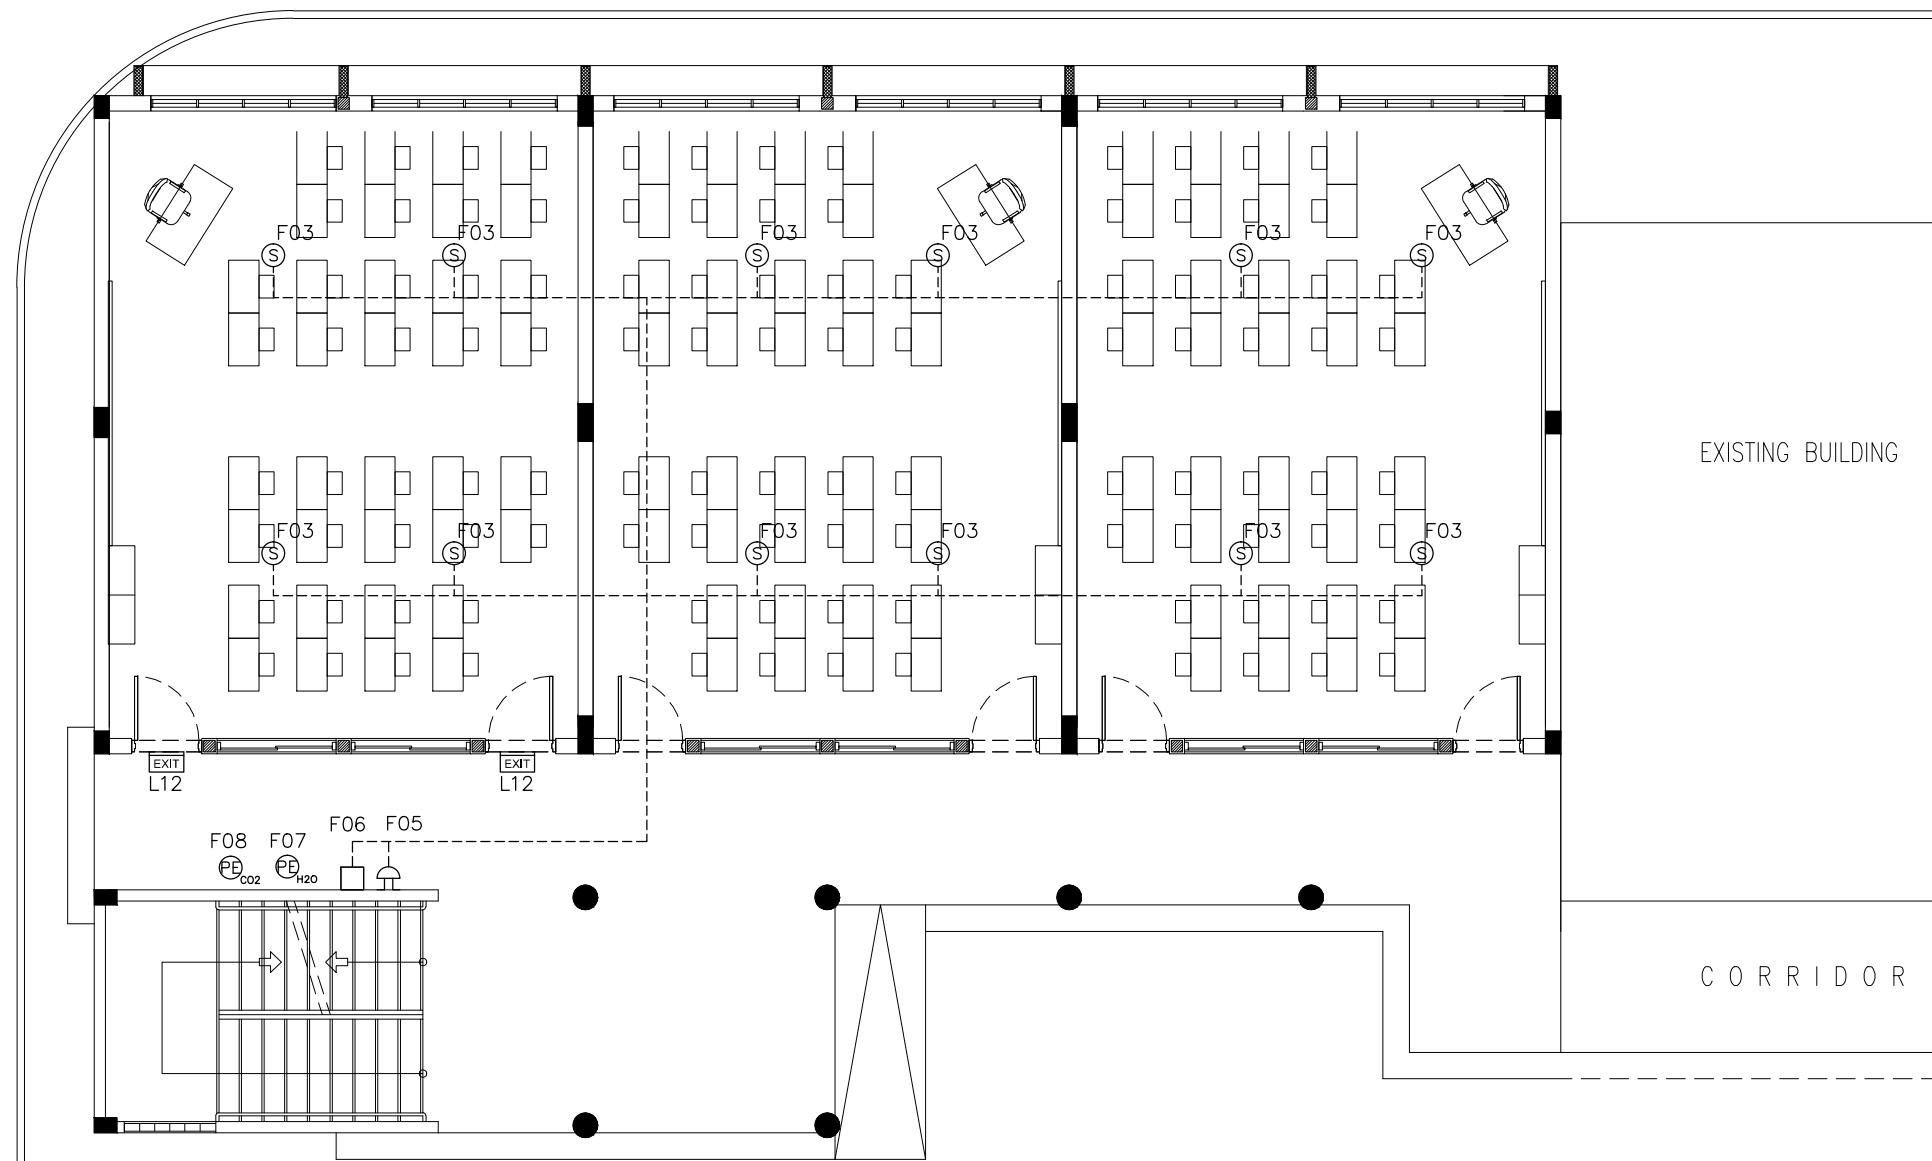 F03 F03 F03 F03 F03 F03
S S S S S S
EXISTING BUILDING
F03 F03 F03 F03 F03 F03
S S S S S S
EXIT EXIT
L12 L12
F08 F07 F06 F05
PE CO2 PE H2O
CORRIDOR